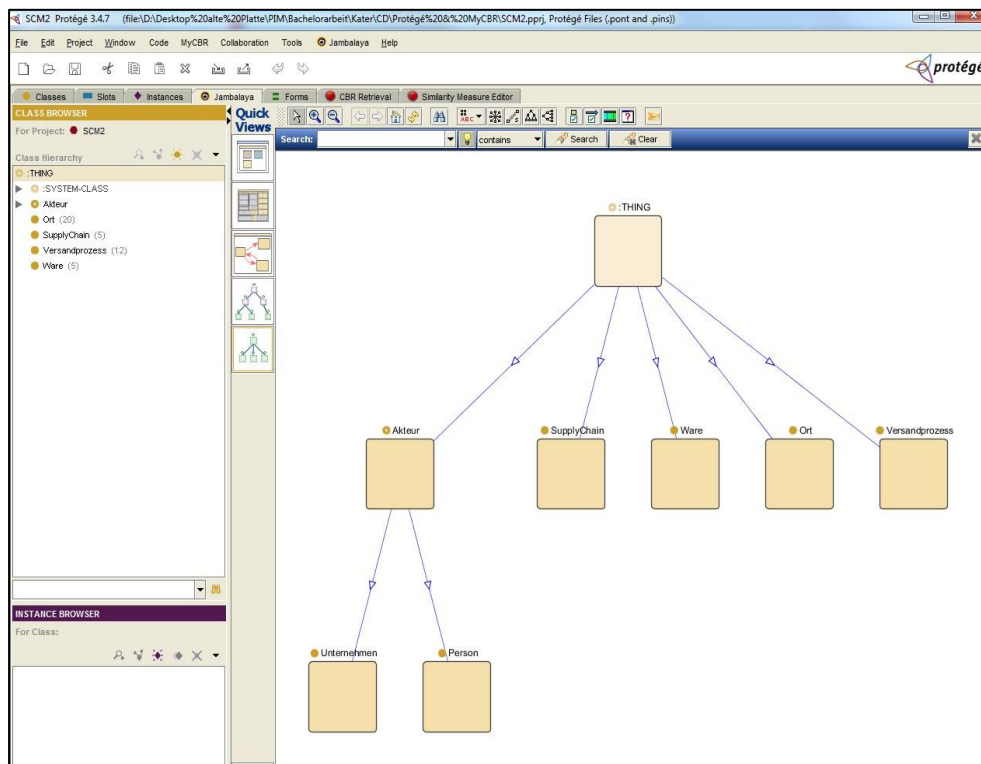 SCM2 Protégé 3.4.7 (file:\D:\Desktop%20alte%20Platte\PIM\Bachelorarbeit\Kater\CD\Protégé%20&%20MyCBR\SCM2.pprj, Protégé Files (.pont and .pins))
File Edit Project Window Code MyCBR Collaboration Tools Jambalaya Help
protégé
Classes Slots Instances Jambalaya Forms CBR Retrieval Similarity Measure Editor
CLASS BROWSER
For Project: SCM2
Class Hierarchy
:THING
:SYSTEM-CLASS
Akteur
Ort (20)
SupplyChain (5)
Versandprozess (12)
Ware (5)
INSTANCE BROWSER
For Class:
Quick
Views
ABC
Search: contains Search Clear
:THING
Akteur SupplyChain Ware Ort Versandprozess
Unternehmen Person